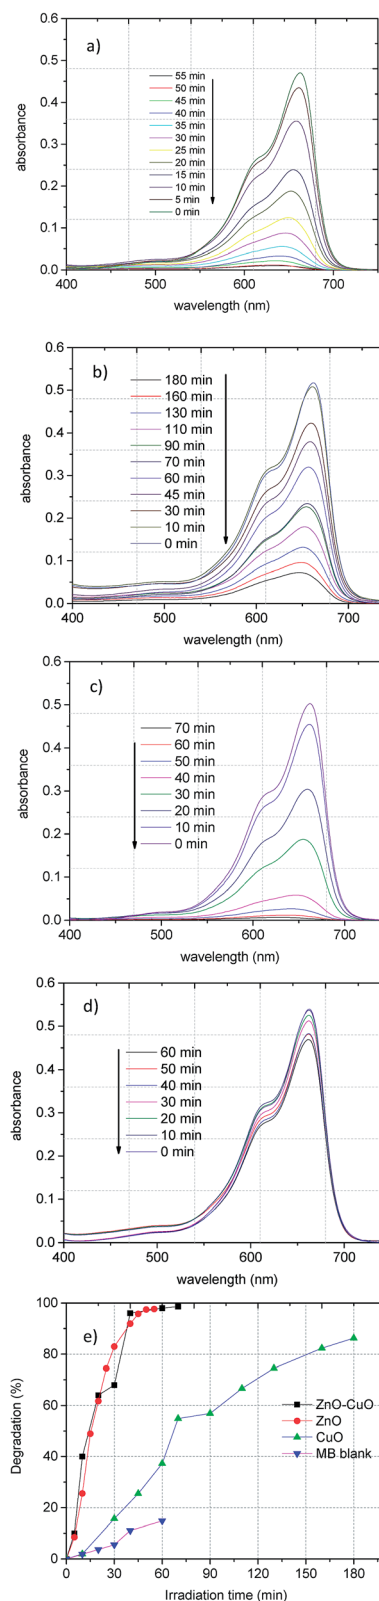 a)
0.6
0.5
0.4
0.3
0.2
0.1
0.0
absorbance
55 min
50 min
45 min
40 min
35 min
30 min
25 min
20 min
15 min
10 min
5 min
0 min
400 500 600 700
wavelength (nm)
b)
0.6
0.5
0.4
0.3
0.2
0.1
0.0
absorbance
180 min
160 min
130 min
110 min
90 min
70 min
60 min
45 min
30 min
10 min
0 min
400 500 600 700
wavelength (nm)
c)
0.6
0.5
0.4
0.3
0.2
0.1
0.0
absorbance
70 min
60 min
50 min
40 min
30 min
20 min
10 min
0 min
400 500 600 700
wavelength (nm)
d)
0.6
0.5
0.4
0.3
0.2
0.1
0.0
absorbance
60 min
50 min
40 min
30 min
20 min
10 min
0 min
400 500 600 700
wavelength (nm)
e)
100
80
60
40
20
0
Degradation (%)
ZnO-CuO
ZnO
CuO
MB blank
0 30 60 90 120 150 180
Irradiation time (min)